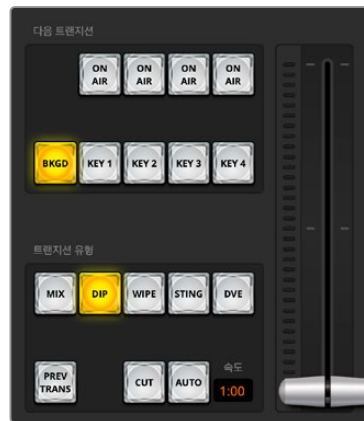 다음 트랜지션
ON AIR ON AIR ON AIR ON AIR
BKGD KEY 1 KEY 2 KEY 3 KEY 4
트랜지션 유형
MIX DIP WIPE STING DVE
속도
PREV TRANS CUT AUTO 1:00